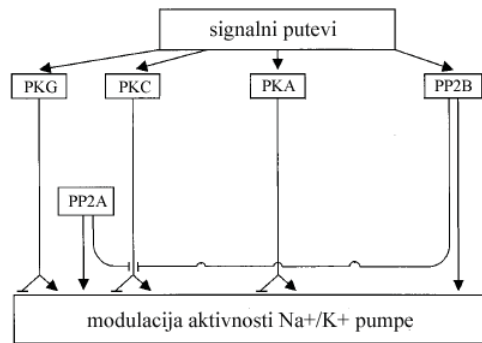 signalni putevi
PKG
PKC
PKA
PP2B
PP2A
modulacija aktivnosti Na+/K+ pumpe